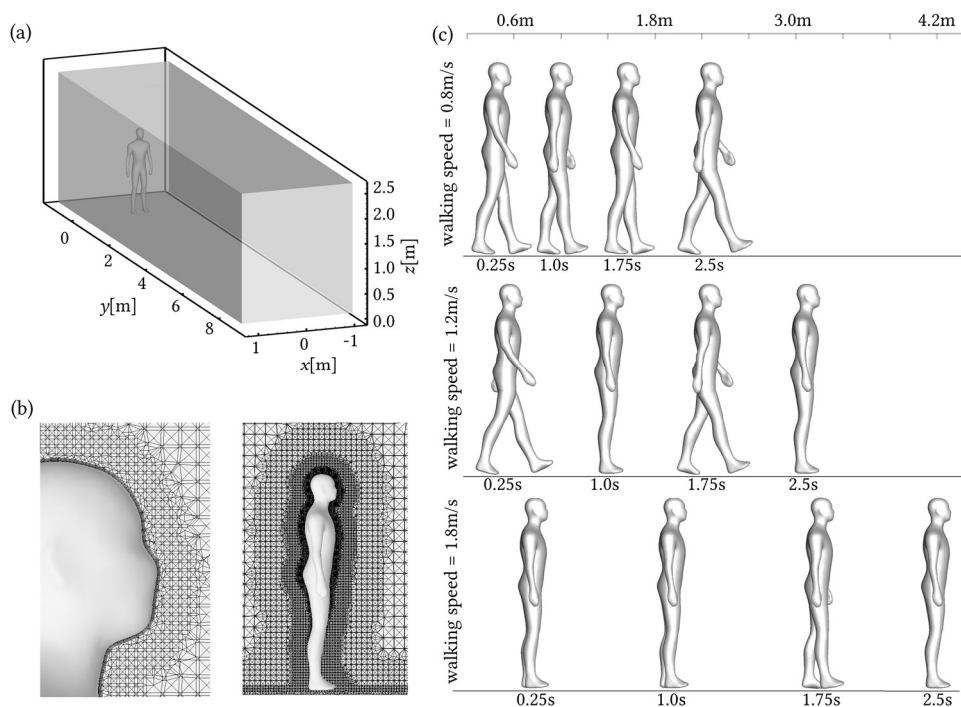 (a)
2.5
2.0
1.5
1.0
0.5
0.0
z[m]
0
2
4
6
8
y[m]
1
0
-1
x[m]
(b)
(c)
0.6m 1.8m 3.0m 4.2m
walking speed = 0.8m/s
0.25s 1.0s 1.75s 2.5s
walking speed = 1.2m/s
0.25s 1.0s 1.75s 2.5s
walking speed = 1.8m/s
0.25s 1.0s 1.75s 2.5s